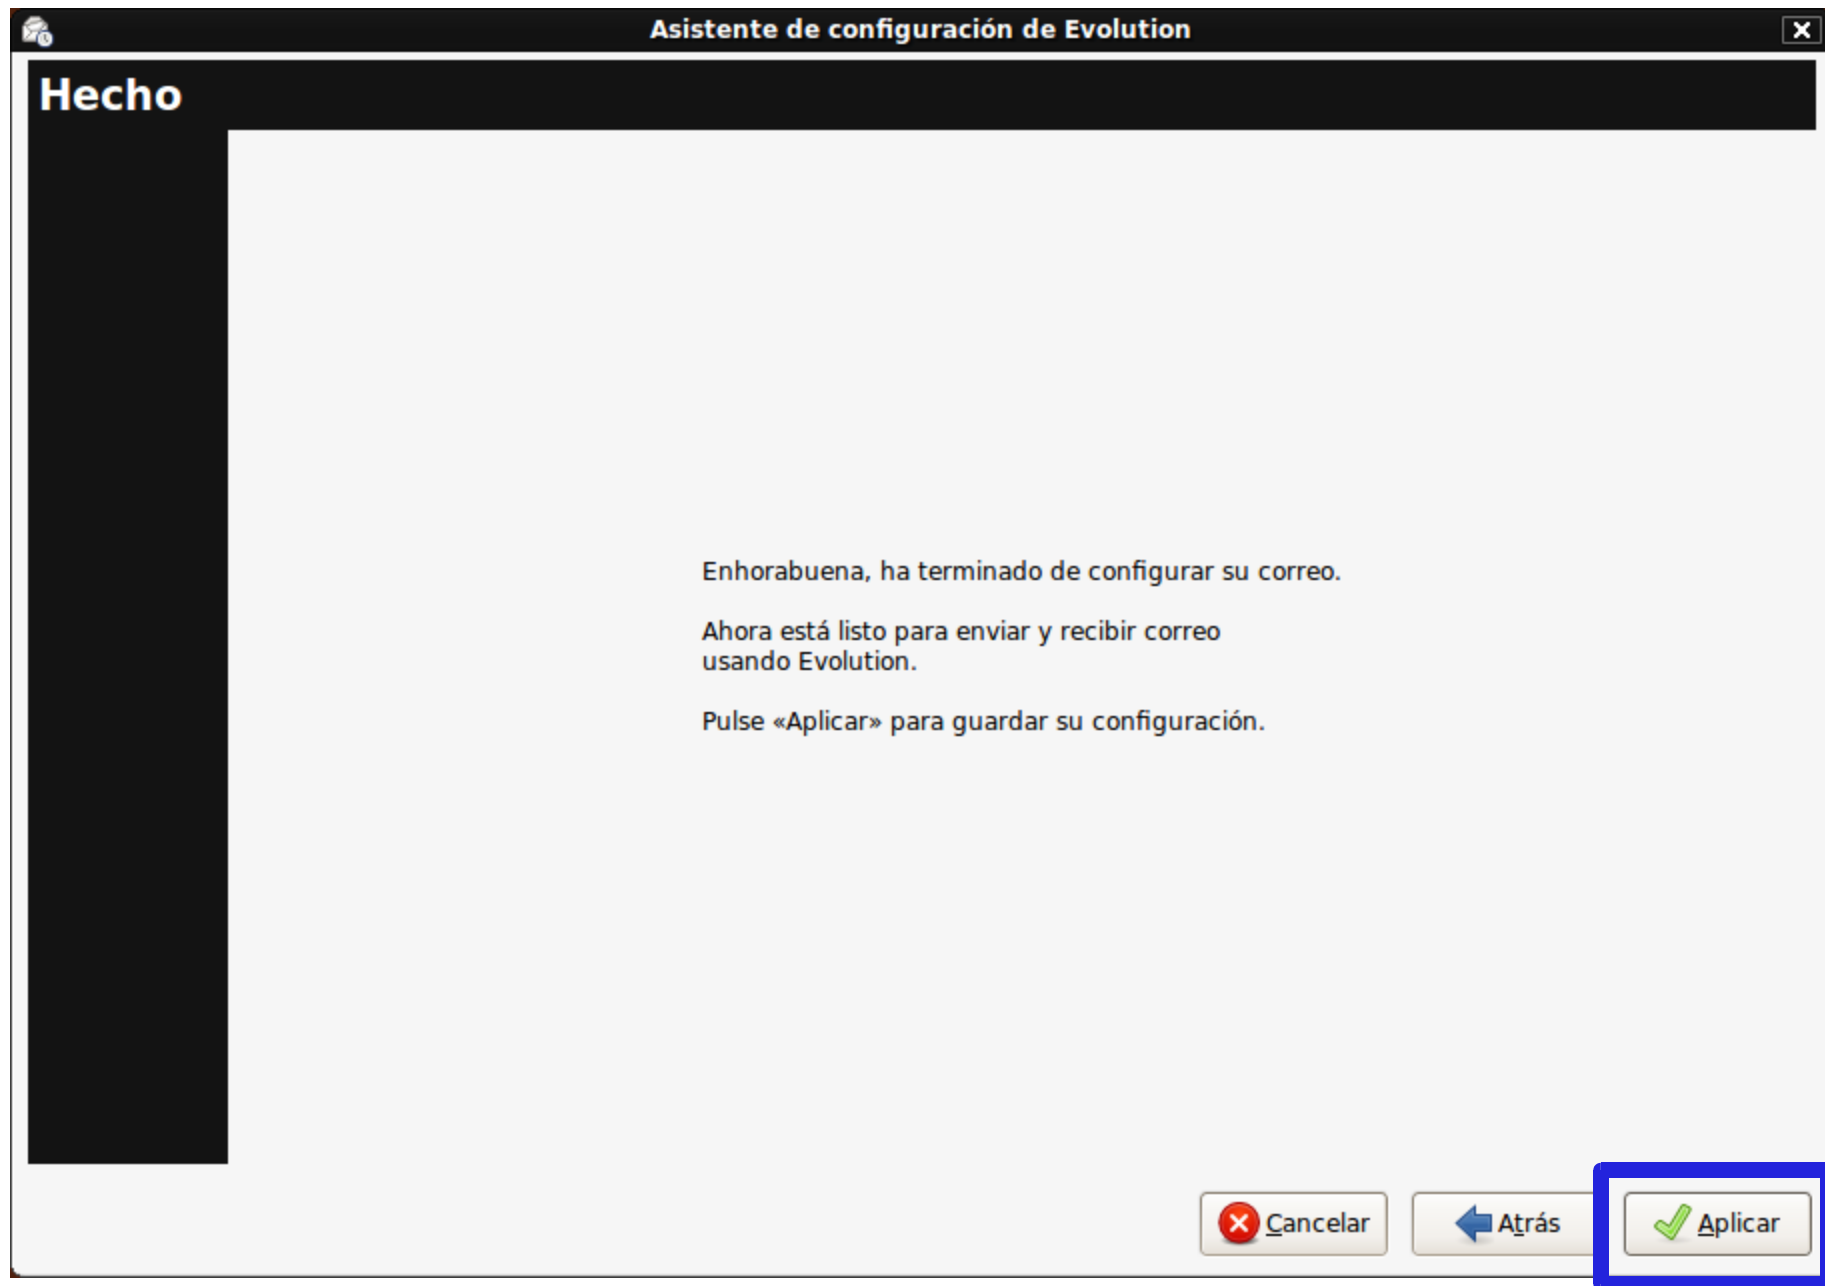 Asistente de configuración de Evolution
Hecho
Enhorabuena, ha terminado de configurar su correo.
Ahora está listo para enviar y recibir correo
usando Evolution.
Pulse «Aplicar» para guardar su configuración.
Cancelar
Atrás
Aplicar